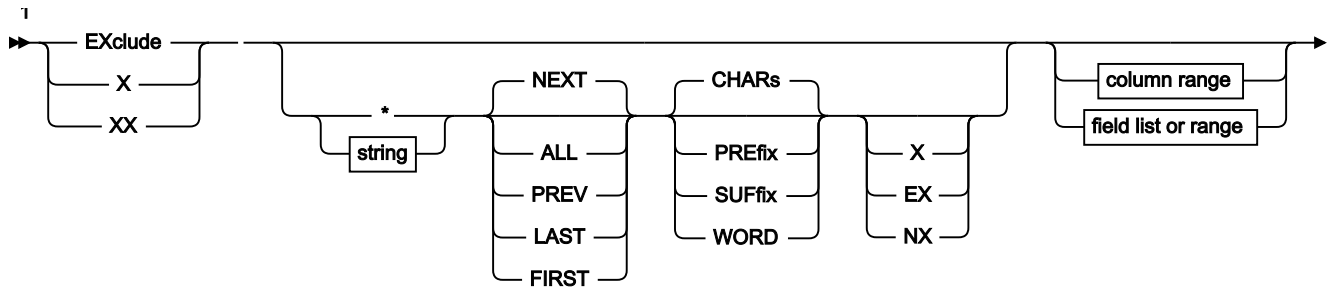 EXclude
X
XX
*
string
NEXT
ALL
PREV
LAST
FIRST
CHARs
PREfix
SUFfix
WORD
X
EX
NX
column range
field list or range